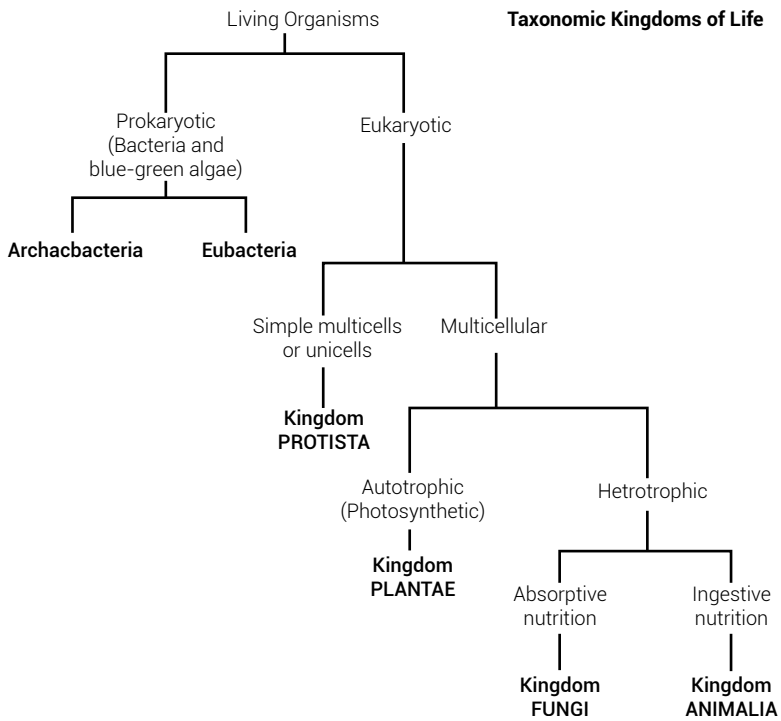 Living Organisms
Taxonomic Kingdoms of Life
Prokaryotic
(Bacteria and
blue-green algae)
Eukaryotic
Archacbacteria
Eubacteria
Simple multicells
or unicells
Multicellular
Kingdom
PROTISTA
Autotrophic
(Photosynthetic)
Hetrotrophic
Kingdom
PLANTAE
Absorptive
nutrition
Ingestive
nutrition
Kingdom
FUNGI
Kingdom
ANIMALIA